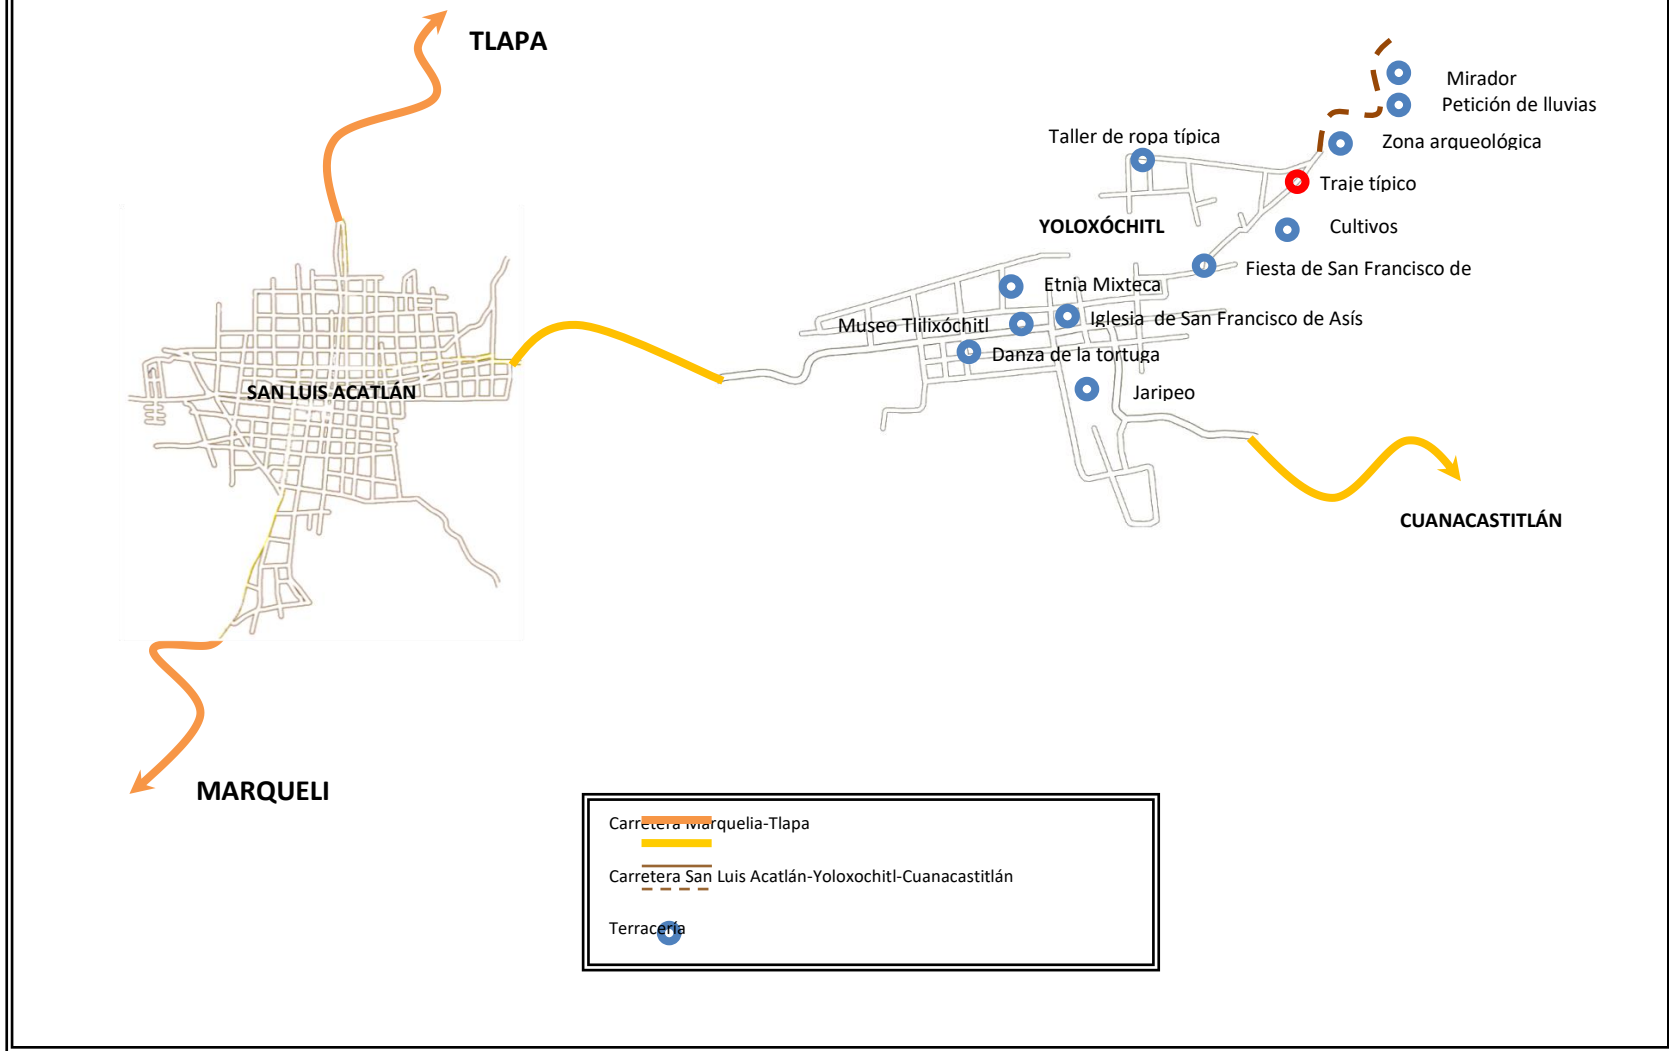 TLAPA
Mirador
Petición de lluvias
Taller de ropa típica
Zona arqueológica
Traje típico
YOLOXÓCHITL
Cultivos
Fiesta de San Francisco de
Etnia Mixteca
Museo Tlilixóchitl
Iglesia de San Francisco de Asís
Danza de la tortuga
SAN LUIS ACATLÁN
Jaripeo
CUANACASTITLÁN
MARQUELI
Carretera Marquelia-Tlapa
Carretera San Luis Acatlán-Yoloxochitl-Cuanacastitlán
Terracería